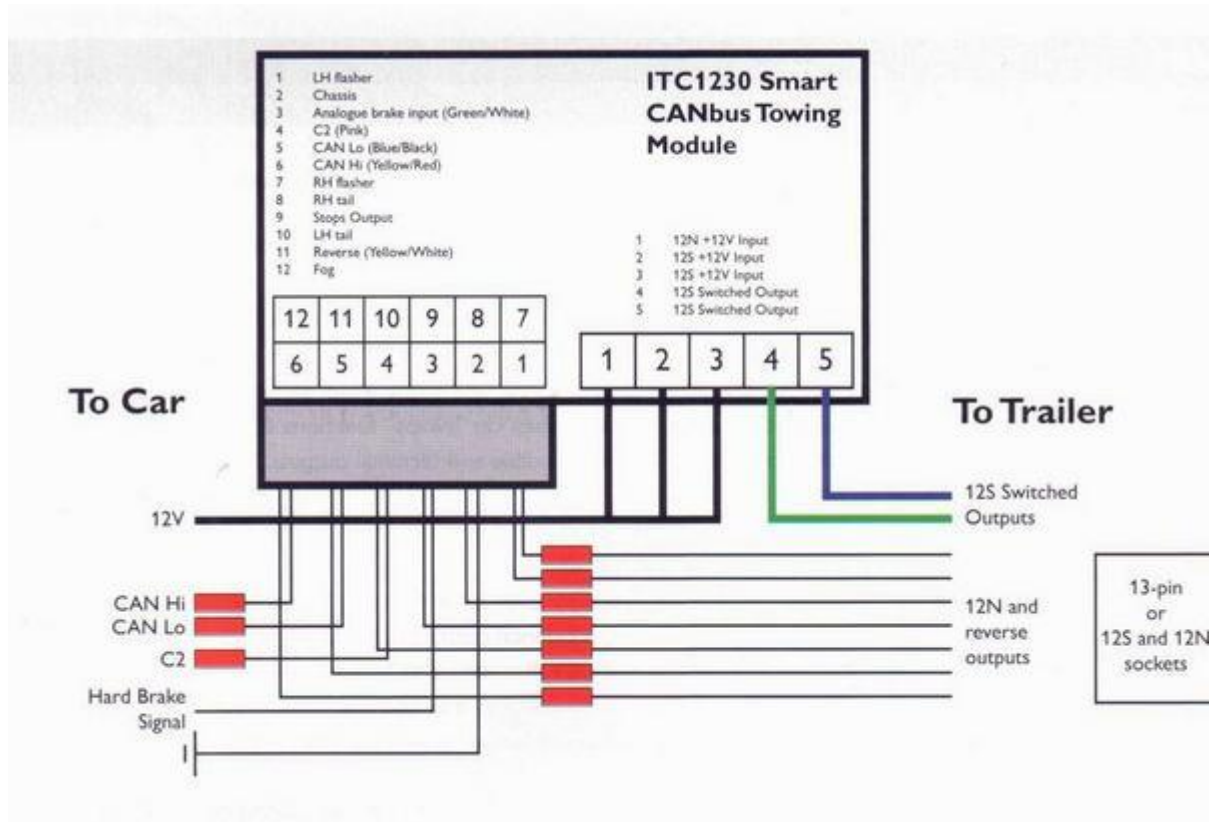 ITC1230 Smart
CANbus Towing
Module
1 LH flasher
2 Chassis
3 Analogue brake input (Green/White)
4 C2 (Pink)
5 CAN Lo (Blue/Black)
6 CAN Hi (Yellow/Red)
7 RH flasher
8 RH tail
9 Stops Output
10 LH tail
11 Reverse (Yellow/White)
12 Fog
1 12N +12V Input
2 12S +12V Input
3 12S +12V Input
4 12S Switched Output
5 12S Switched Output
12 11 10 9 8 7
6 5 4 3 2 1
1 2 3 4 5
To Car
To Trailer
12V
CAN Hi
CAN Lo
C2
Hard Brake
Signal
12S Switched
Outputs
12N and
reverse
outputs
13-pin
or
12S and 12N
sockets